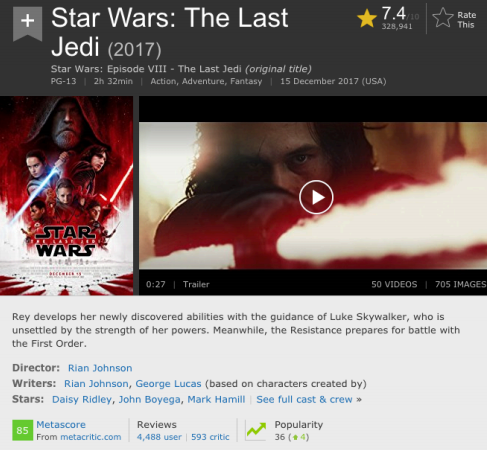 + Star Wars: The Last Jedi (2017)
7.4/10
328,941
Rate This
Star Wars: Episode VIII - The Last Jedi (original title)
PG-13 | 2h 32min | Action, Adventure, Fantasy | 15 December 2017 (USA)
STAR
THE LAST JEDI
WARS
DECEMBER 15
0:27 | Trailer
50 VIDEOS | 705 IMAGES
Rey develops her newly discovered abilities with the guidance of Luke Skywalker, who is
unsettled by the strength of her powers. Meanwhile, the Resistance prepares for battle with
the First Order.
Director: Rian Johnson
Writers: Rian Johnson, George Lucas (based on characters created by)
Stars: Daisy Ridley, John Boyega, Mark Hamill | See full cast & crew »
85
Metascore
From metacritic.com
Reviews
4,488 user | 593 critic
Popularity
36 (4)